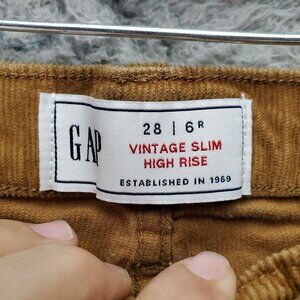 GAP
28 | 6R
VINTAGE SLIM
HIGH RISE
ESTABLISHED IN 1969